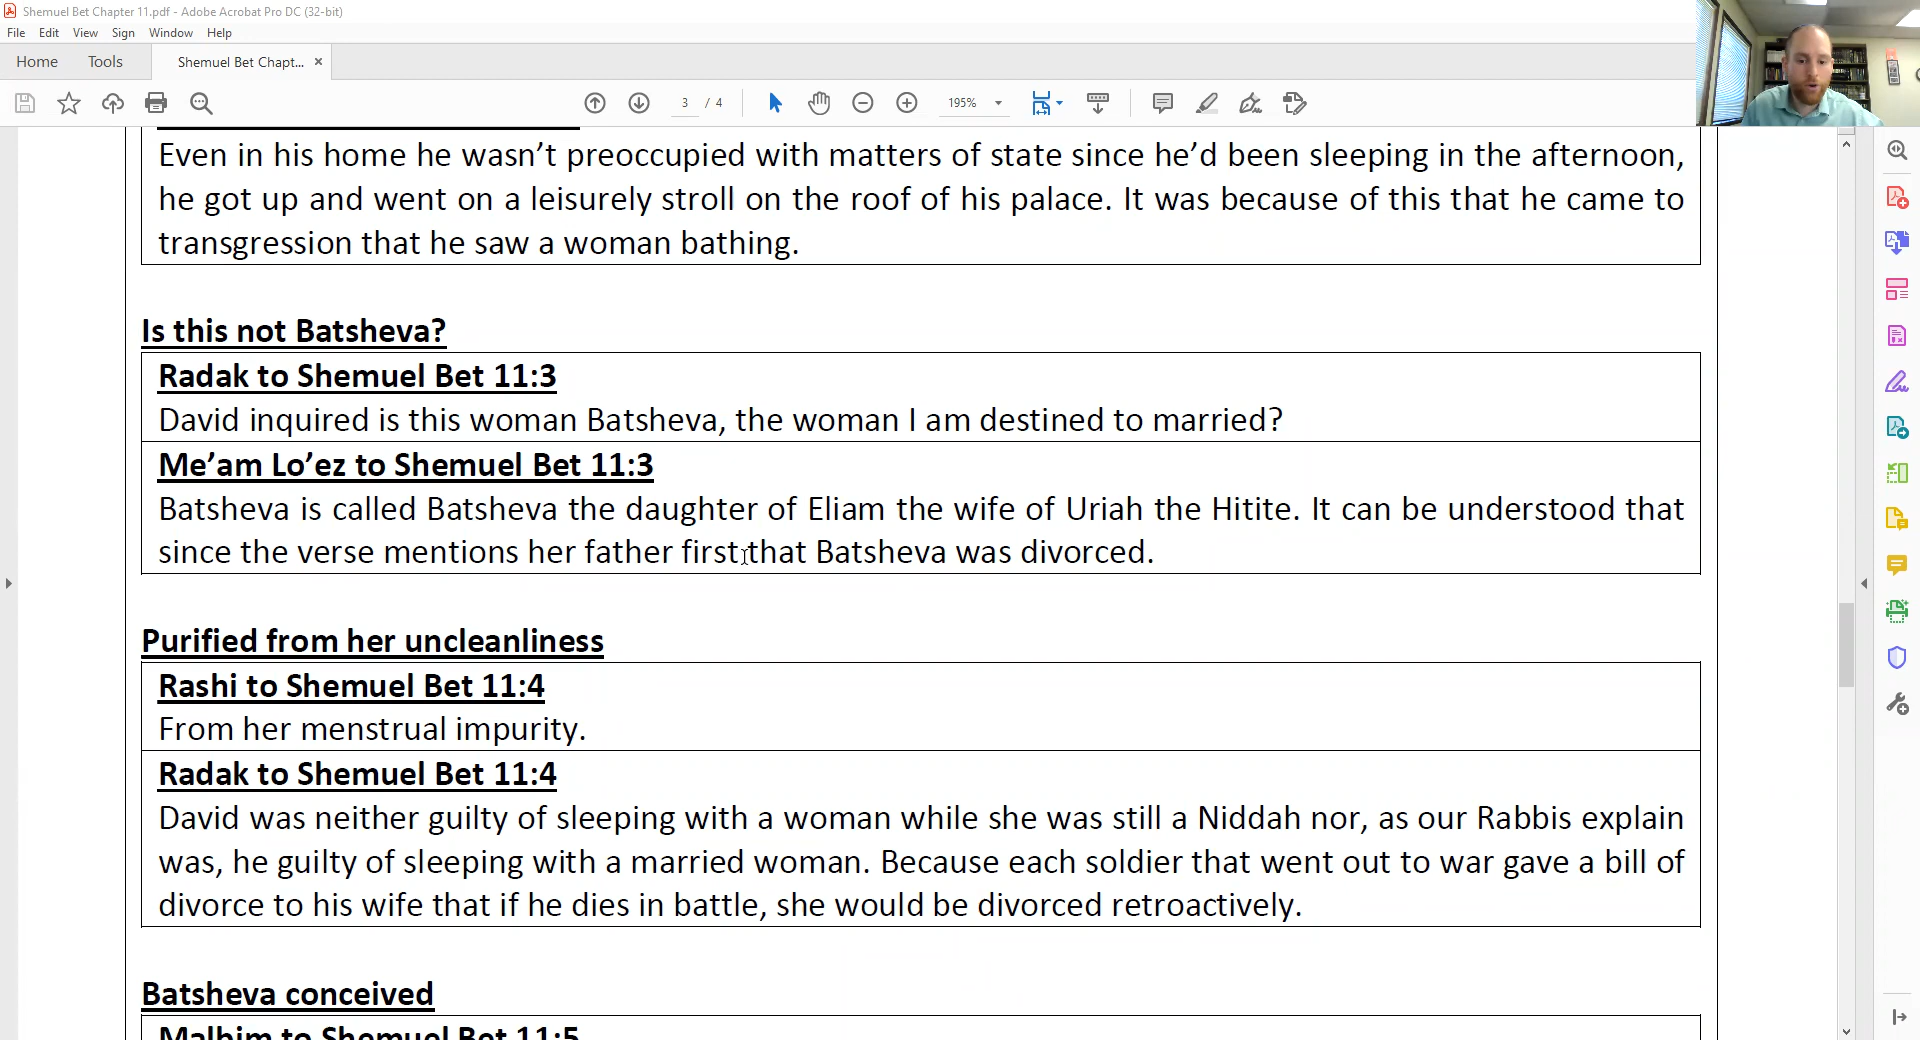 Shemuel Bet Chapter 11.pdf - Adobe Acrobat Pro DC (32-bit)
File Edit View Sign Window Help
Home Tools Shemuel Bet Chapt... ×
3 / 4 195%
Even in his home he wasn't preoccupied with matters of state since he'd been sleeping in the afternoon,
he got up and went on a leisurely stroll on the roof of his palace. It was because of this that he came to
transgression that he saw a woman bathing.
Is this not Batsheva?
Radak to Shemuel Bet 11:3
David inquired is this woman Batsheva, the woman I am destined to married?
Me'am Lo'ez to Shemuel Bet 11:3
Batsheva is called Batsheva the daughter of Eliam the wife of Uriah the Hitite. It can be understood that
since the verse mentions her father first that Batsheva was divorced.
Purified from her uncleanliness
Rashi to Shemuel Bet 11:4
From her menstrual impurity.
Radak to Shemuel Bet 11:4
David was neither guilty of sleeping with a woman while she was still a Niddah nor, as our Rabbis explain
was, he guilty of sleeping with a married woman. Because each soldier that went out to war gave a bill of
divorce to his wife that if he dies in battle, she would be divorced retroactively.
Batsheva conceived
Malbim to Shemuel Bet 11:5